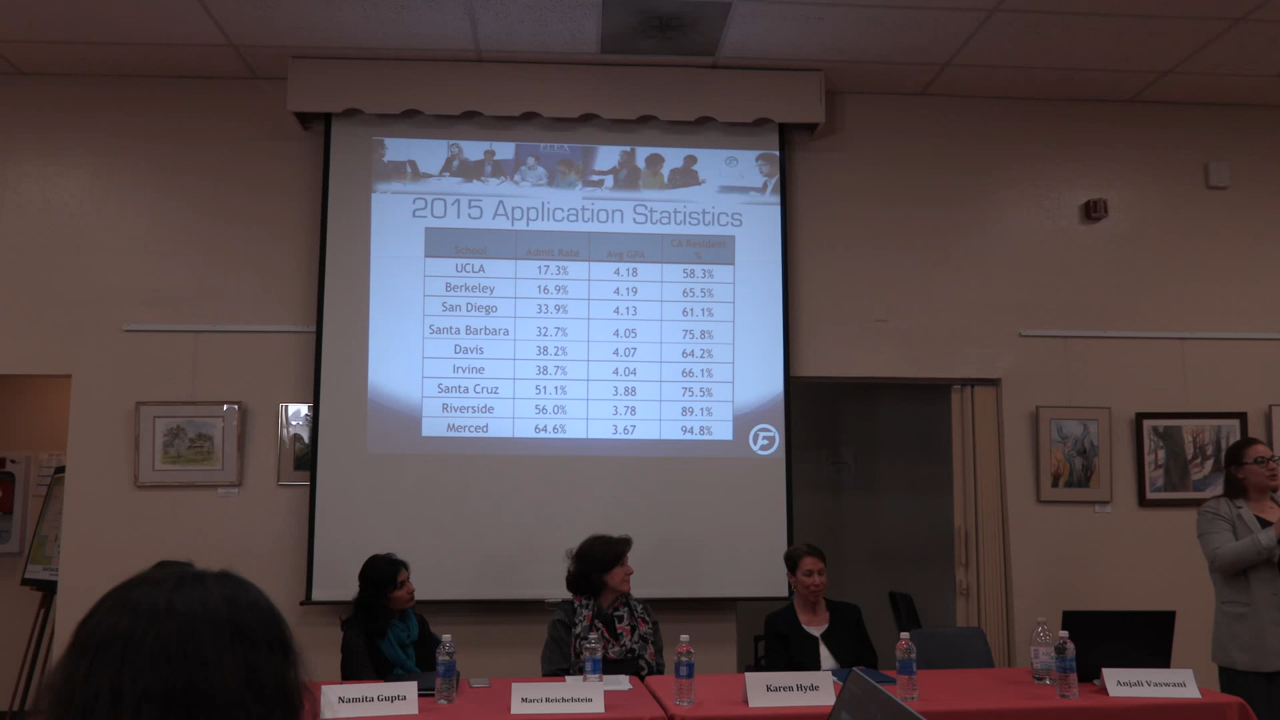 FLEX
2015 Application Statistics
School Admit Rate Avg GPA CA Resident %
UCLA 17.3% 4.18 58.3%
Berkeley 16.9% 4.19 65.5%
San Diego 33.9% 4.13 61.1%
Santa Barbara 32.7% 4.05 75.8%
Davis 38.2% 4.07 64.2%
Irvine 38.7% 4.04 66.1%
Santa Cruz 51.1% 3.88 75.5%
Riverside 56.0% 3.78 89.1%
Merced 64.6% 3.67 94.8%
Namita Gupta
Marci Reichelstein
Karen Hyde
Anjali Vaswani